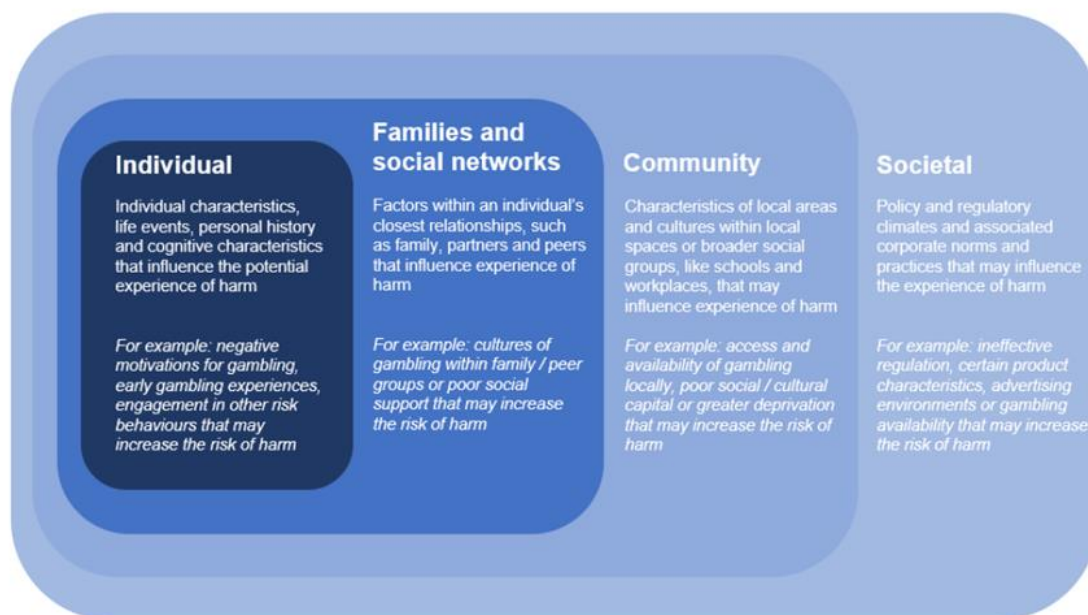 Individual
Individual characteristics,
life events, personal history
and cognitive characteristics
that influence the potential
experience of harm
For example: negative
motivations for gambling,
early gambling experiences,
engagement in other risk
behaviours that may
increase the risk of harm
Families and
social networks
Factors within an individual's
closest relationships, such
as family, partners and peers
that influence experience of
harm
For example: cultures of
gambling within family / peer
groups or poor social
support that may increase
the risk of harm
Community
Characteristics of local areas
and cultures within local
spaces or broader social
groups, like schools and
workplaces, that may
influence experience of harm
For example: access and
availability of gambling
locally, poor social / cultural
capital or greater deprivation
that may increase the risk of
harm
Societal
Policy and regulatory
climates and associated
corporate norms and
practices that may influence
the experience of harm
For example: ineffective
regulation, certain product
characteristics, advertising
environments or gambling
availability that may increase
the risk of harm